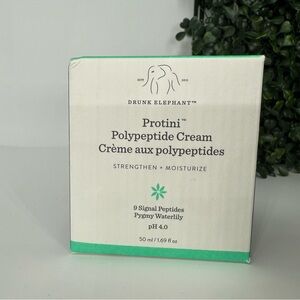 DRUNK ELEPHANT™
Protini™
Polypeptide Cream
Crème aux polypeptides
STRENGTHEN + MOISTURIZE
9 Signal Peptides
Pygmy Waterlily
pH 4.0
50 ml / 1.69 fl oz